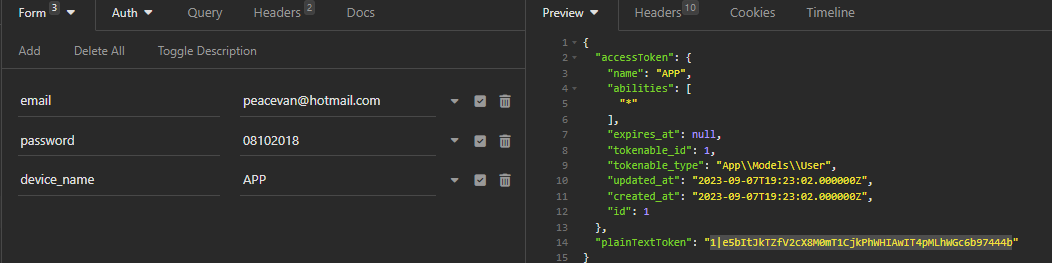 Form 3 Auth Query Headers 2 Docs
Add Delete All Toggle Description
email peacevan@hotmail.com
password 08102018
device_name APP
Preview Headers 10 Cookies Timeline
1 {
2 "accessToken": {
3 "name": "APP",
4 "abilities": [
5 "*"
6 ],
7 "expires_at": null,
8 "tokenable_id": 1,
9 "tokenable_type": "App\\Models\\User",
10 "updated_at": "2023-09-07T19:23:02.000000Z",
11 "created_at": "2023-09-07T19:23:02.000000Z",
12 "id": 1
13 },
14 "plainTextToken": "1|e5bItJkTZfV2cX8M0mT1CjkPhWHIAwIT4pMLhWGc6b97444b"
15 }